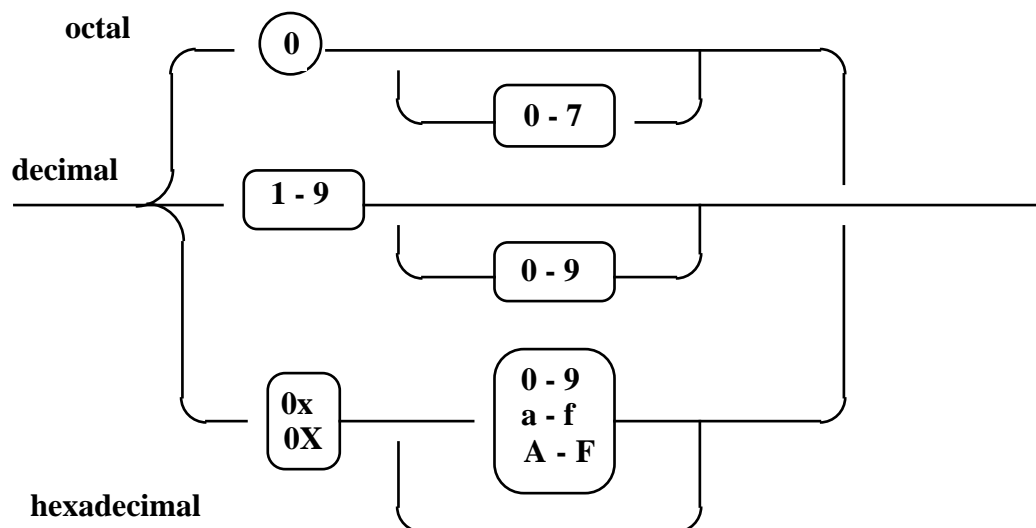 octal
0
0 - 7
decimal
1 - 9
0 - 9
0x
0X
0 - 9
a - f
A - F
hexadecimal